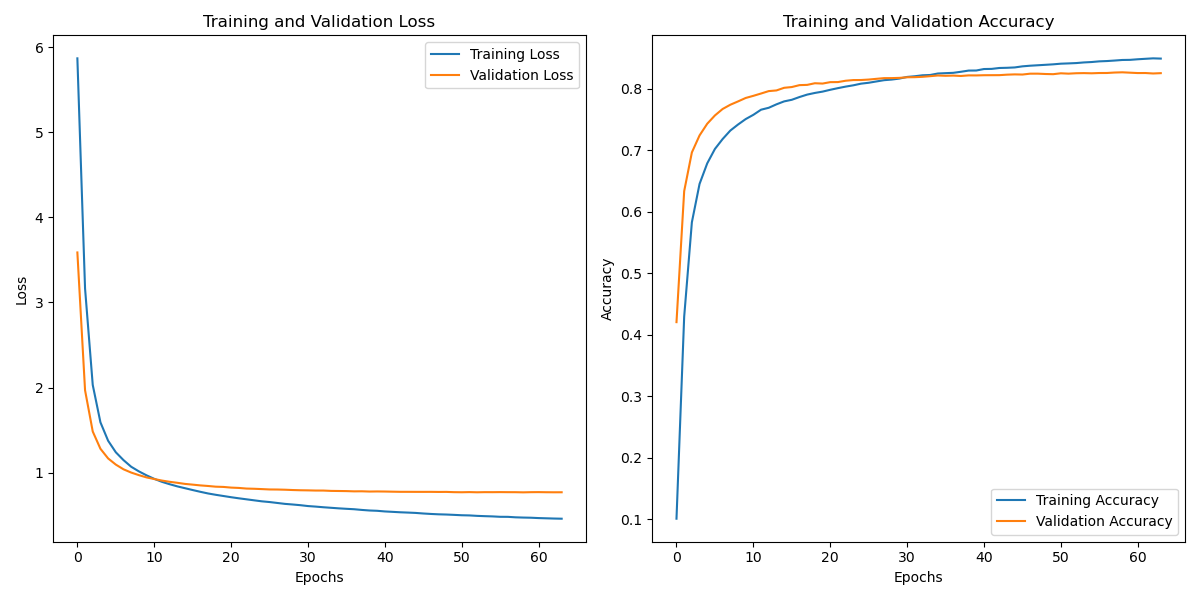 Training and Validation Loss
6
5
4
3
2
1
Loss
0
10
20
30
40
50
60
Epochs
Training Loss
Validation Loss
Training and Validation Accuracy
0.8
0.7
0.6
0.5
0.4
0.3
0.2
0.1
Accuracy
0
10
20
30
40
50
60
Epochs
Training Accuracy
Validation Accuracy